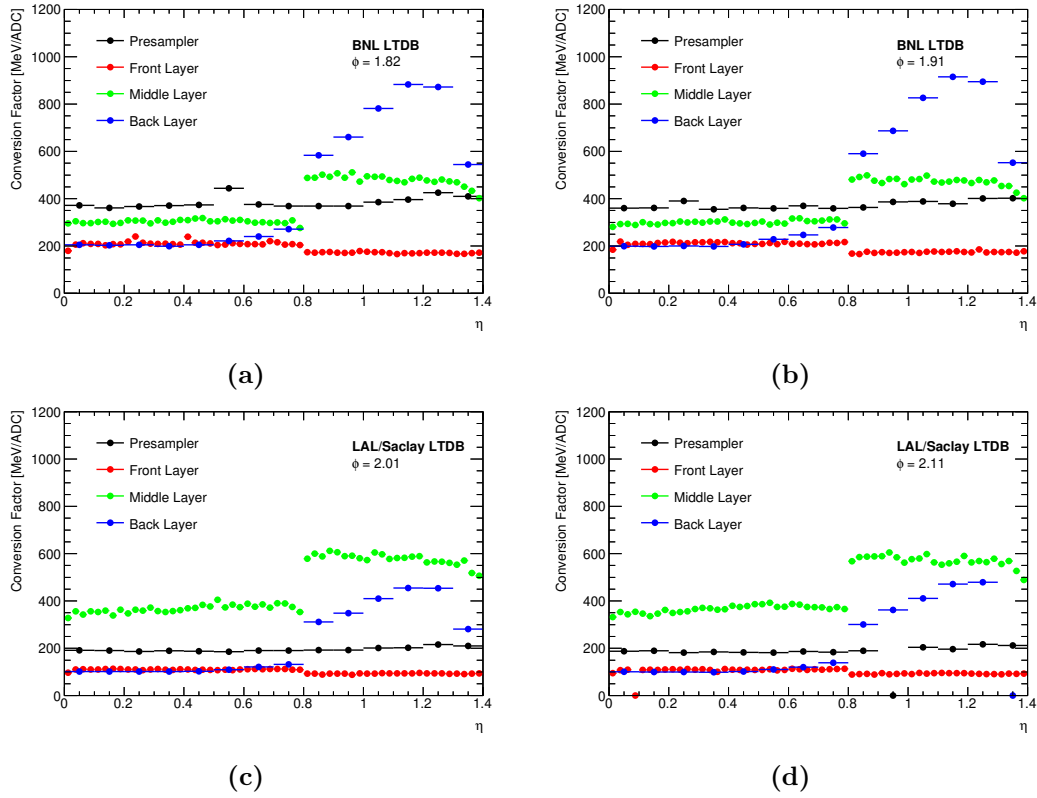 Conversion Factor [MeV/ADC]
1200
1000
800
600
400
200
0
Presampler
Front Layer
Middle Layer
Back Layer
BNL LTDB
ϕ = 1.82
0 0.2 0.4 0.6 0.8 1 1.2 1.4
η
(a)
Conversion Factor [MeV/ADC]
1200
1000
800
600
400
200
0
Presampler
Front Layer
Middle Layer
Back Layer
BNL LTDB
ϕ = 1.91
0 0.2 0.4 0.6 0.8 1 1.2 1.4
η
(b)
Conversion Factor [MeV/ADC]
1200
1000
800
600
400
200
0
Presampler
Front Layer
Middle Layer
Back Layer
LAL/Saclay LTDB
ϕ = 2.01
0 0.2 0.4 0.6 0.8 1 1.2 1.4
η
(c)
Conversion Factor [MeV/ADC]
1200
1000
800
600
400
200
0
Presampler
Front Layer
Middle Layer
Back Layer
LAL/Saclay LTDB
ϕ = 2.11
0 0.2 0.4 0.6 0.8 1 1.2 1.4
η
(d)